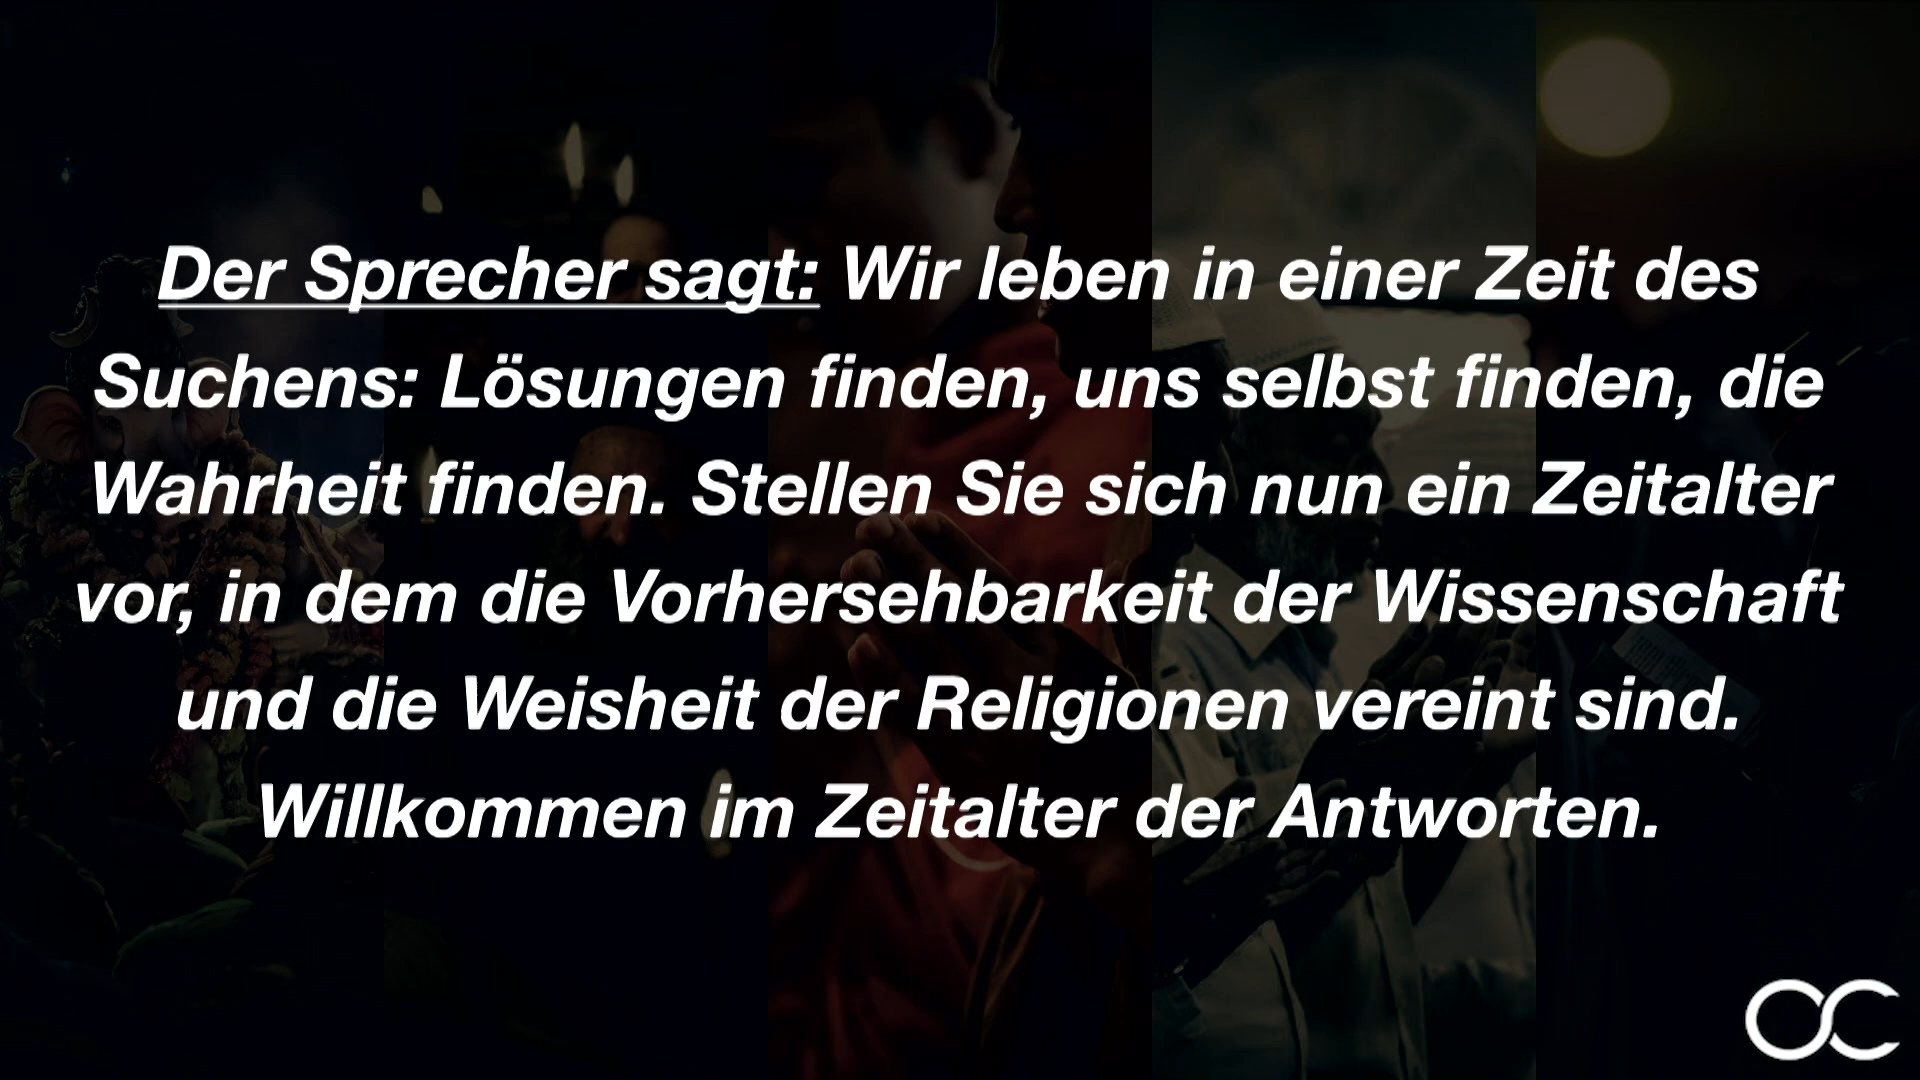 Der Sprecher sagt: Wir leben in einer Zeit des
Suchens: Lösungen finden, uns selbst finden, die
Wahrheit finden. Stellen Sie sich nun ein Zeitalter
vor, in dem die Vorhersehbarkeit der Wissenschaft
und die Weisheit der Religionen vereint sind.
Willkommen im Zeitalter der Antworten.
OC